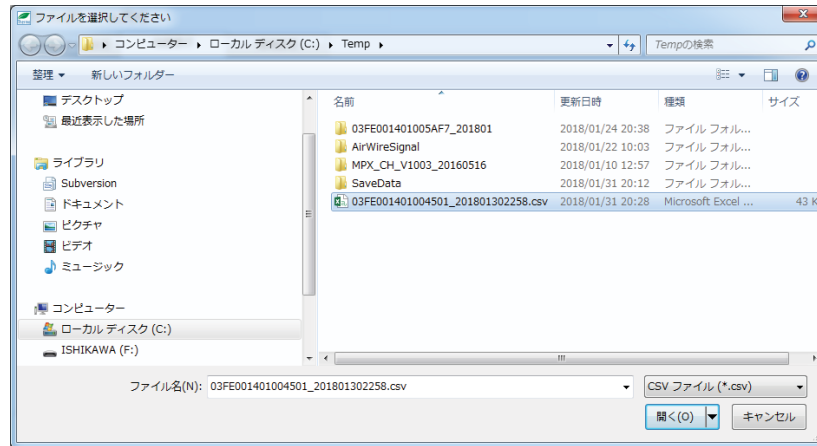 ファイルを選択してください
コンピューター ▸ ローカル ディスク (C:) ▸ Temp ▸
Tempの検索
整理 ▼ 新しいフォルダー
デスクトップ
最近表示した場所
ライブラリ
Subversion
ドキュメント
ピクチャ
ビデオ
ミュージック
コンピューター
ローカル ディスク (C:)
ISHIKAWA (F:)
名前 更新日時 種類 サイズ
03FE001401005AF7_201801 2018/01/24 20:38 ファイル フォル...
AirWireSignal 2018/01/22 10:03 ファイル フォル...
MPX_CH_V1003_20160516 2018/01/10 12:57 ファイル フォル...
SaveData 2018/01/31 20:12 ファイル フォル...
03FE001401004501_201801302258.csv 2018/01/31 20:28 Microsoft Excel ... 43 K
ファイル名(N): 03FE001401004501_201801302258.csv
CSV ファイル (*.csv)
開く(O) キャンセル